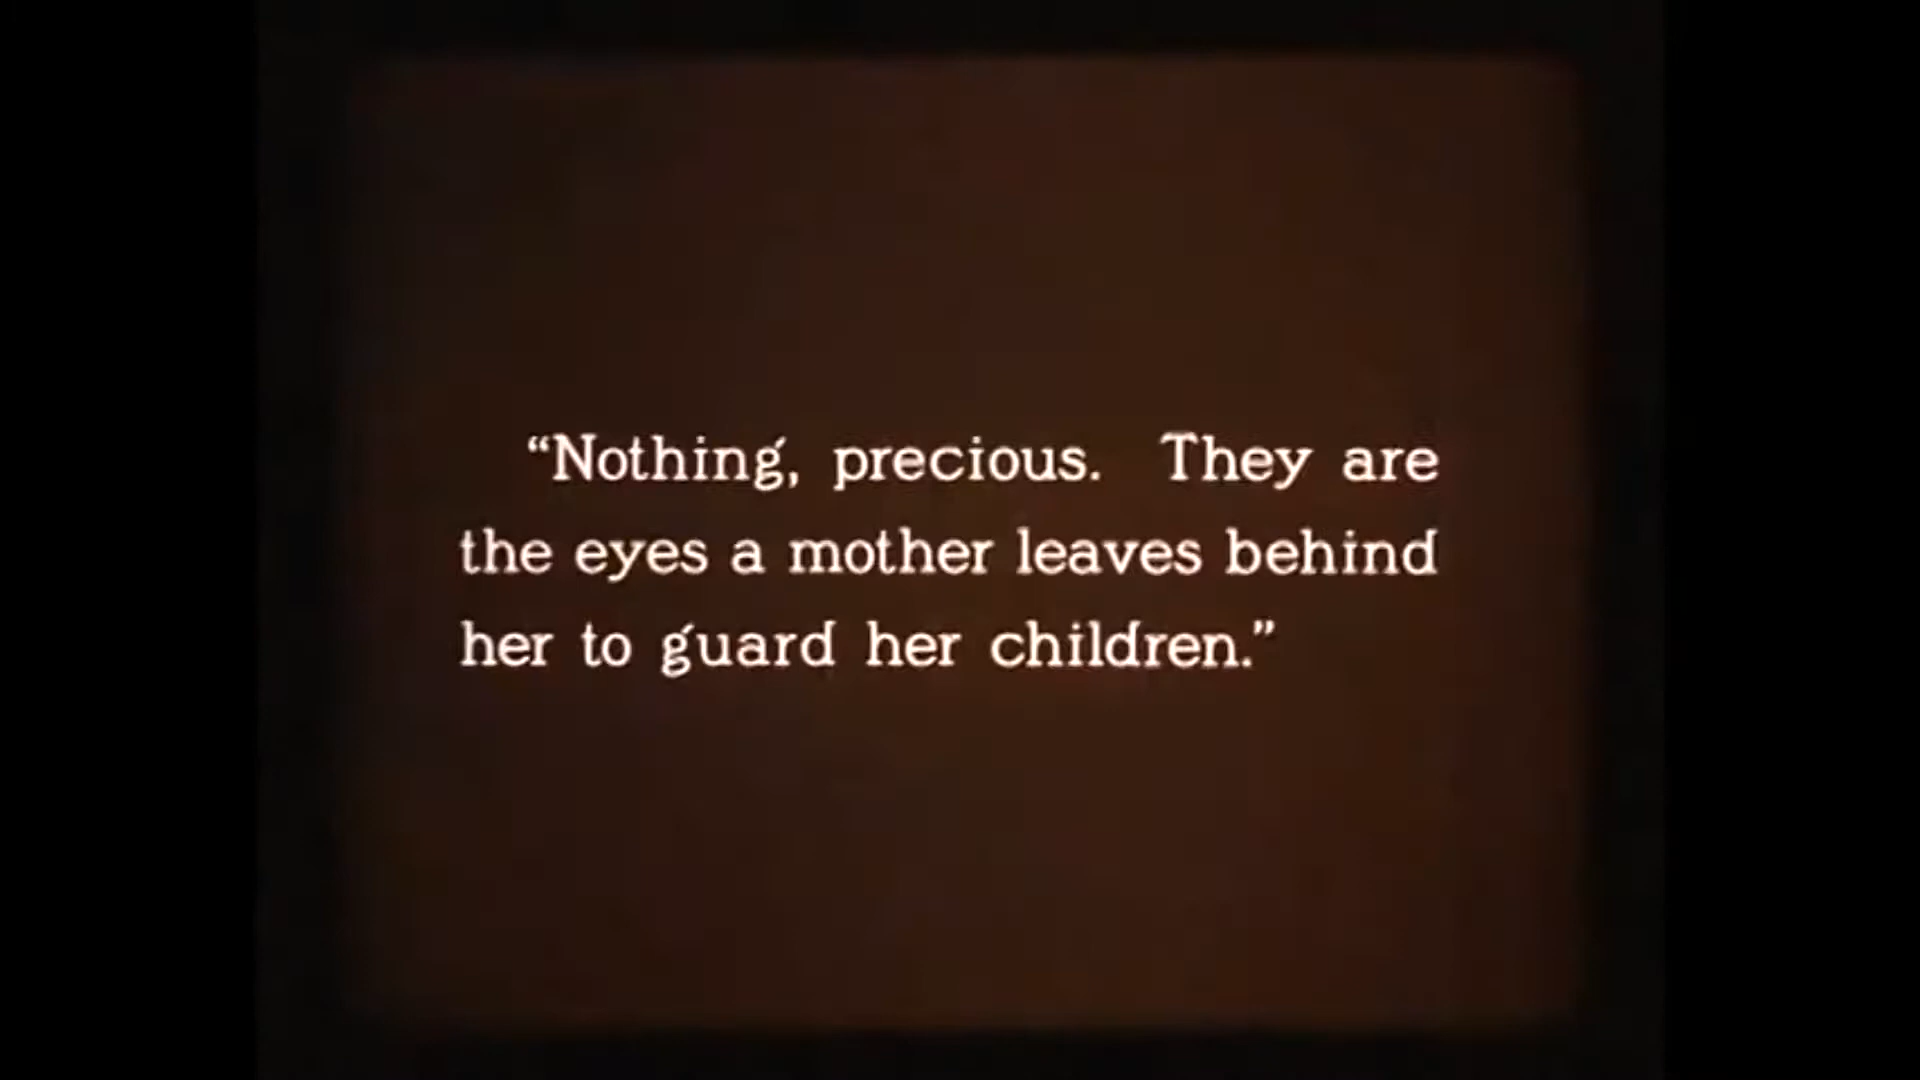 “Nothing, precious. They are
the eyes a mother leaves behind
her to guard her children.”